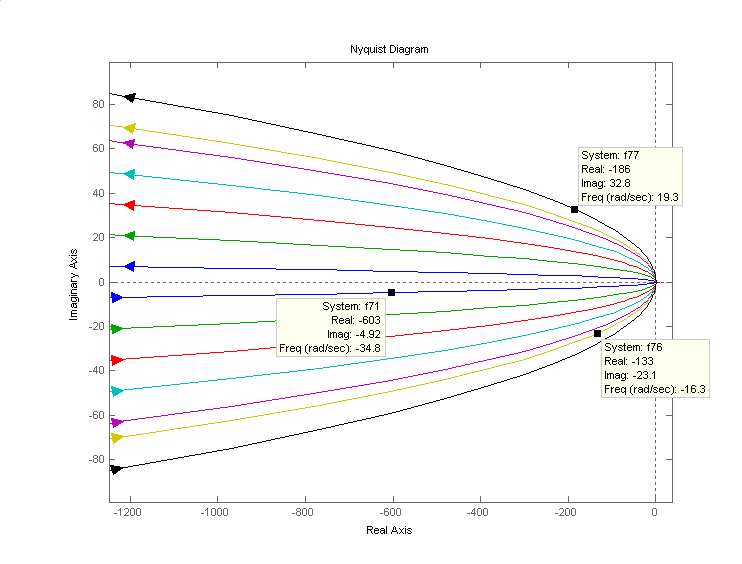 Nyquist Diagram
80
60
40
20
0
-20
-40
-60
-80
Imaginary Axis
System: f77
Real: -186
Imag: 32.8
Freq (rad/sec): 19.3
System: f71
Real: -603
Imag: -4.92
Freq (rad/sec): -34.8
System: f76
Real: -133
Imag: -23.1
Freq (rad/sec): -16.3
-1200 -1000 -800 -600 -400 -200 0
Real Axis